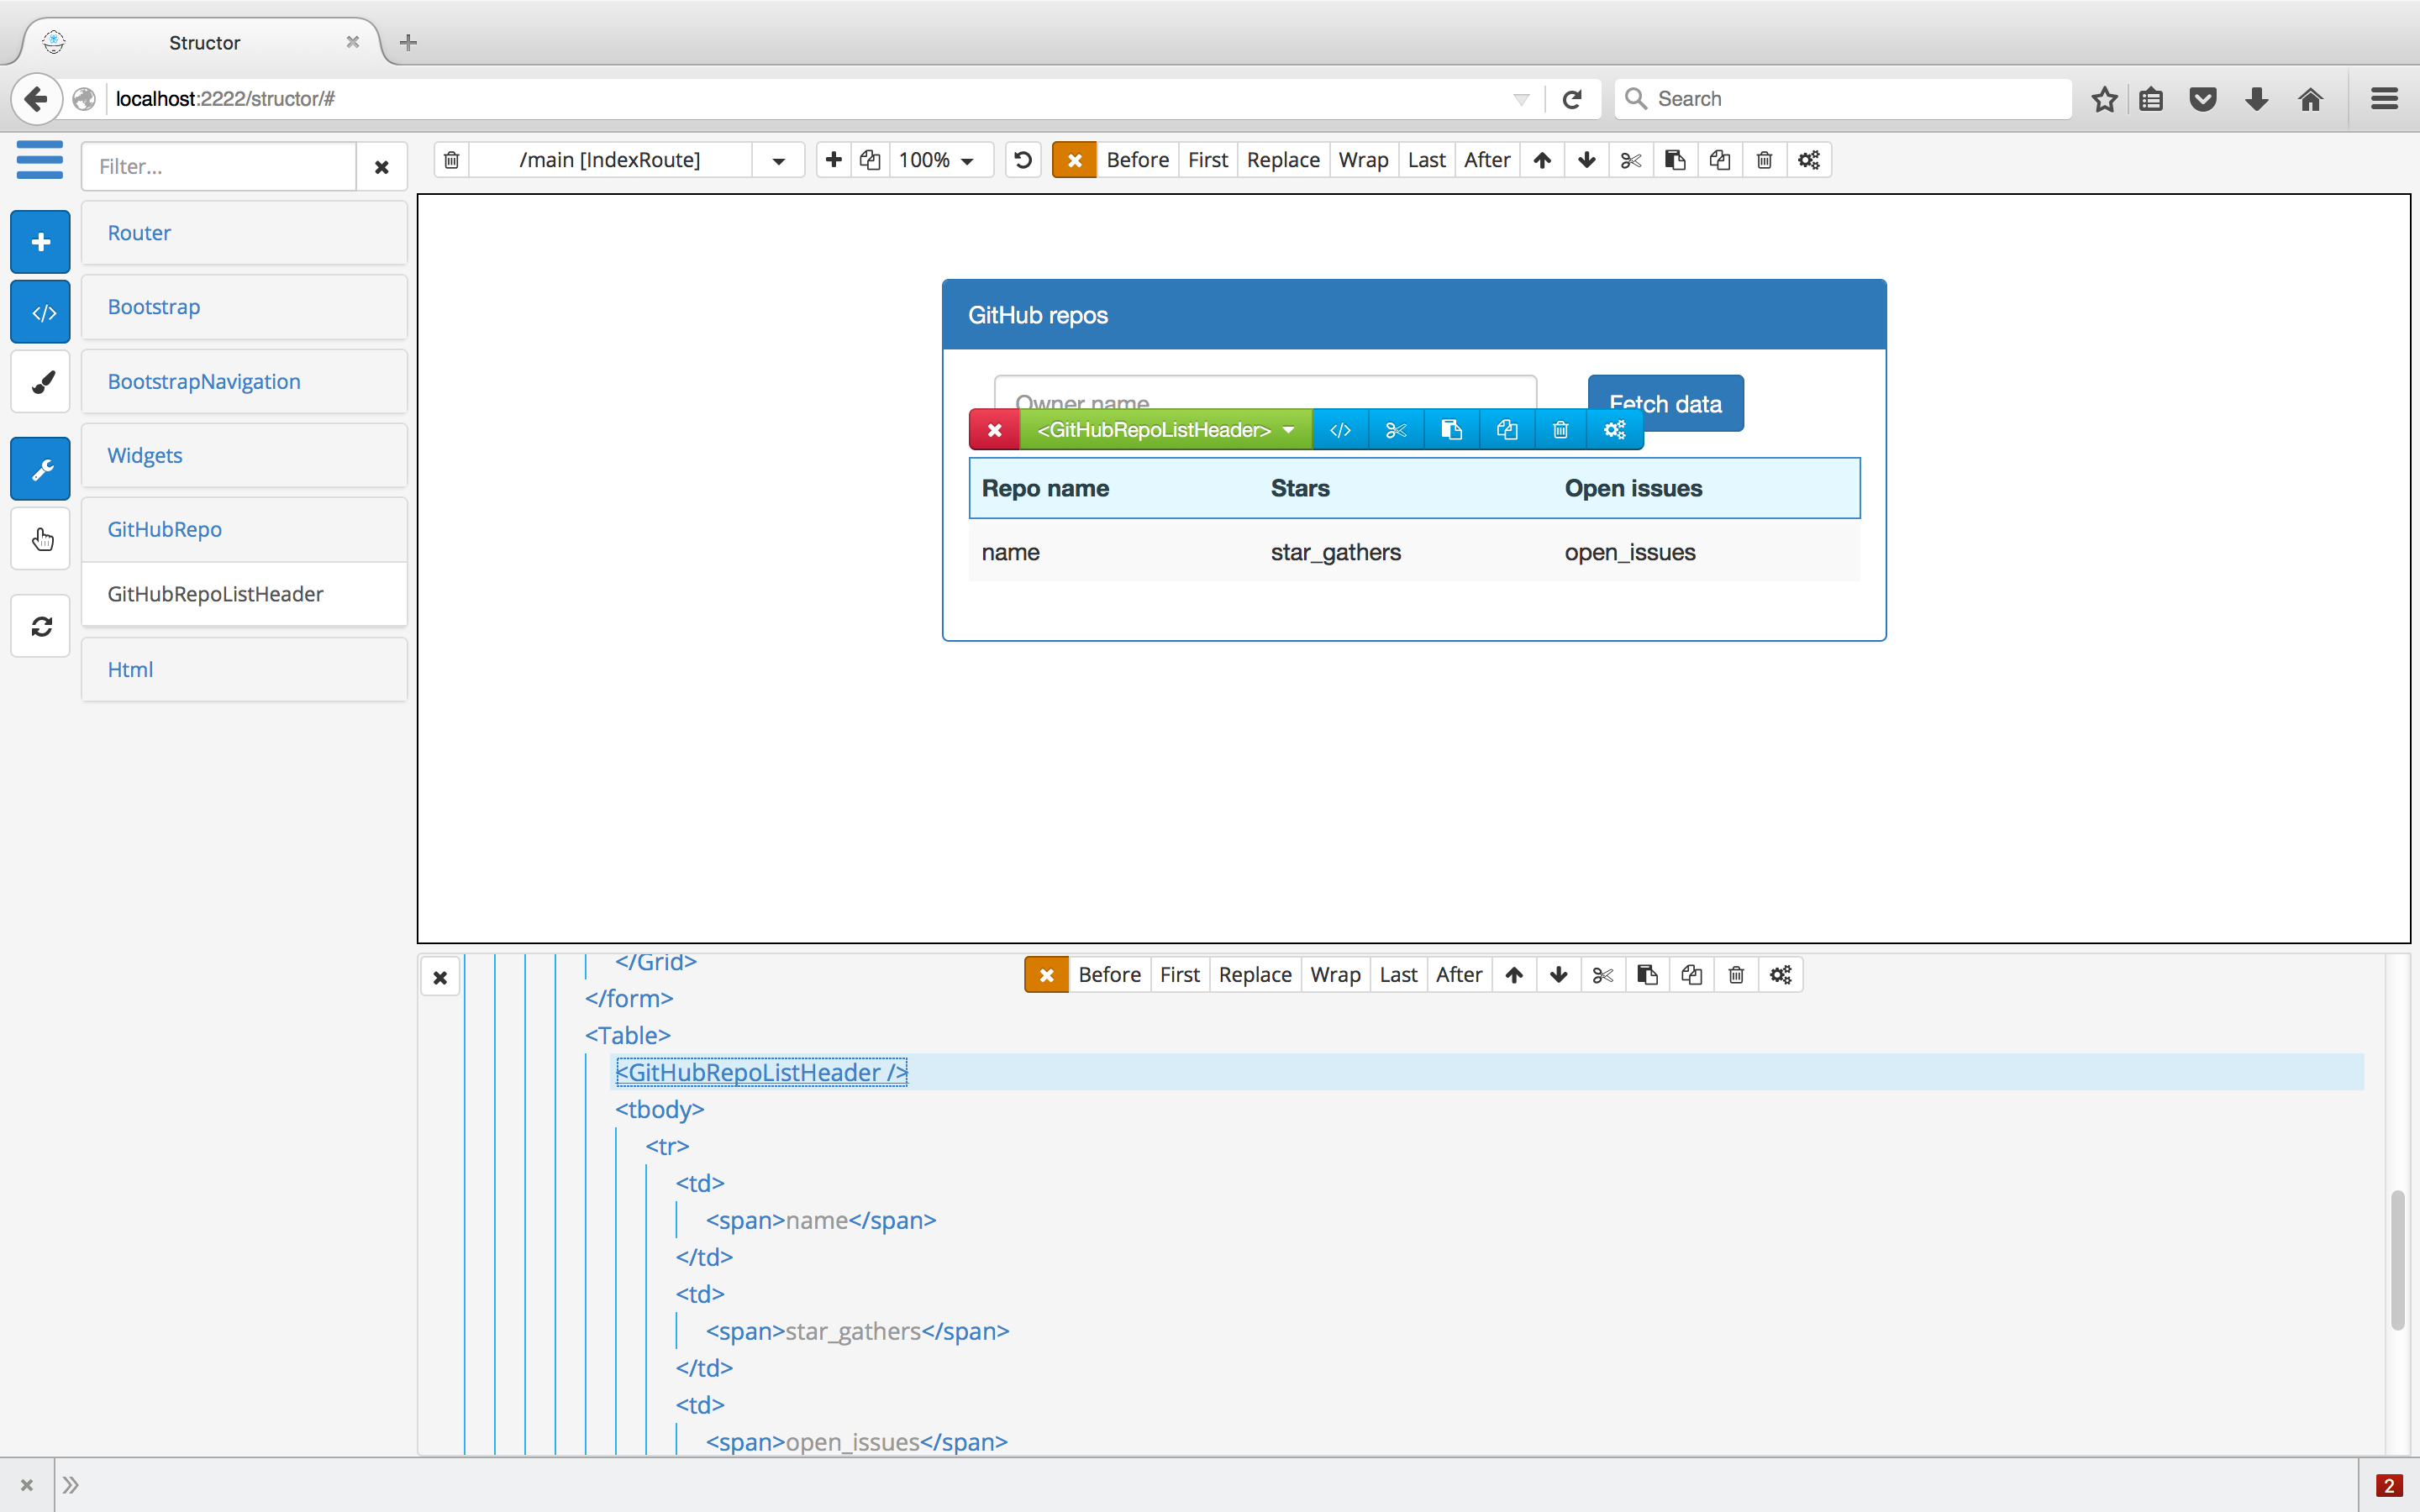 Structor
localhost:2222/structor/#
Search
Filter...
/main [IndexRoute]
100%
Before First Replace Wrap Last After
Router
Bootstrap
BootstrapNavigation
Widgets
GitHubRepo
GitHubRepoListHeader
Html
GitHub repos
Owner name
Fetch data
<GitHubRepoListHeader>
</>
Repo name Stars Open issues
name star_gathers open_issues
</Grid>
Before First Replace Wrap Last After
</form>
<Table>
<GitHubRepoListHeader />
<tbody>
<tr>
<td>
<span>name</span>
</td>
<td>
<span>star_gathers</span>
</td>
<td>
<span>open_issues</span>
2